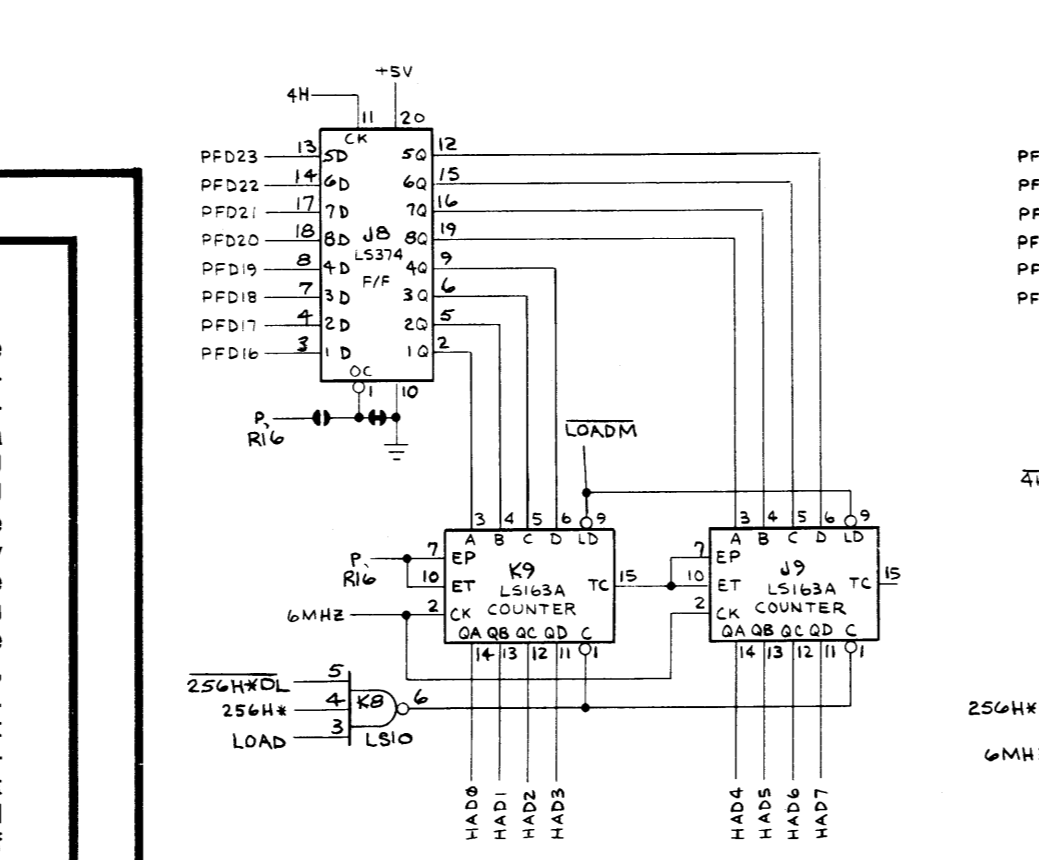 +5V
4H
11 20
CK
PFD23 13 5D 5Q 12
PFD22 14 6D 6Q 15
PFD21 17 7D 7Q 16
PFD20 18 8D J8 8Q 19
LS374
PFD19 8 4D 4Q 9
F/F
PFD18 7 3D 3Q 6
PFD17 4 2D 2Q 5
PFD16 3 1D 1Q 2
OC
1 10
P,
R16
LOADM
3 4 5 6 9
A B C D LD
P,
R16
7 EP
10 ET
K9
LS163A
COUNTER
TC 15
6MHZ 2 CK
QA QB QC QD C
14 13 12 11 1
3 4 5 6 9
A B C D LD
7 EP
10 ET
2 CK
J9
LS163A
COUNTER
TC 15
QA QB QC QD C
14 13 12 11 1
256H*DL 5
256H* 4 K8 6
LOAD 3
LS10
HAD0
HAD1
HAD2
HAD3
HAD4
HAD5
HAD6
HAD7
PF
PF
PF
PF
PF
PF
4H
256H*
6MH